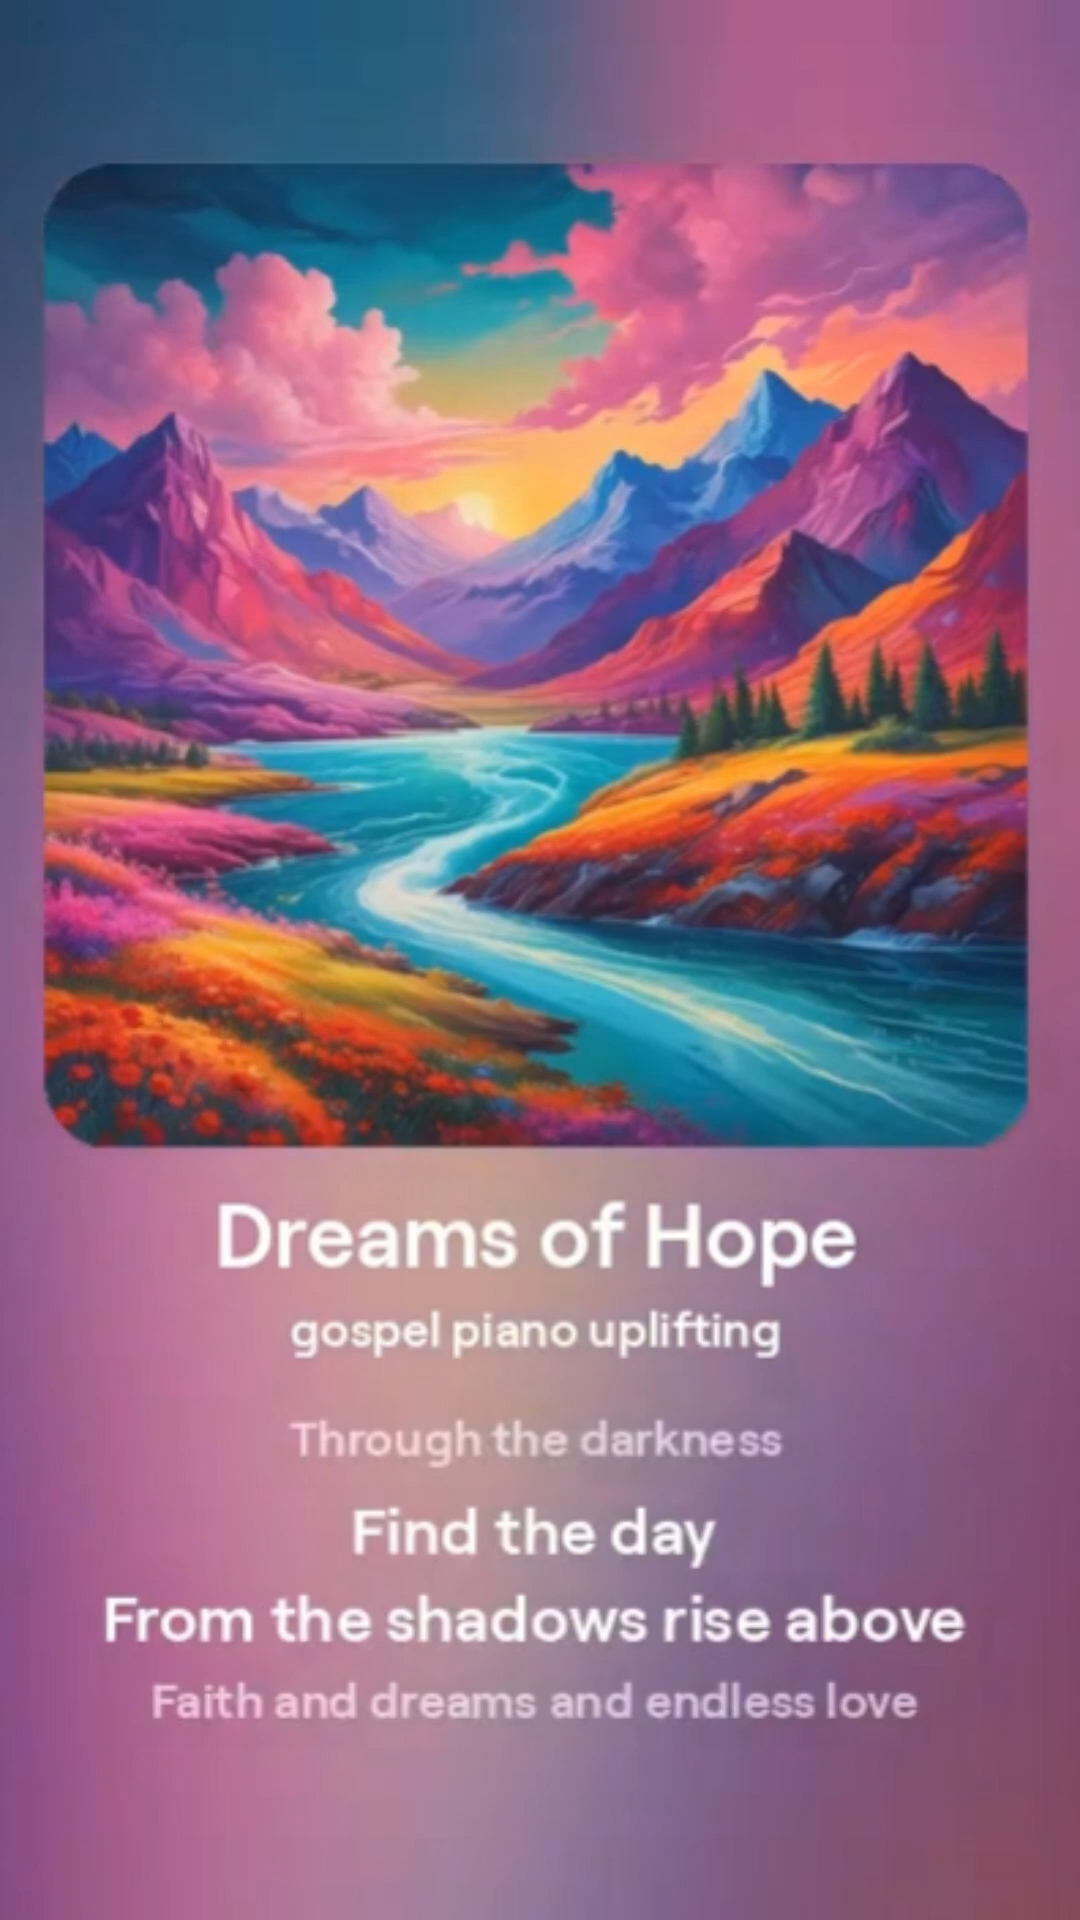 Dreams of Hope
gospel piano uplifting
Through the darkness
Find the day
From the shadows rise above
Faith and dreams and endless love